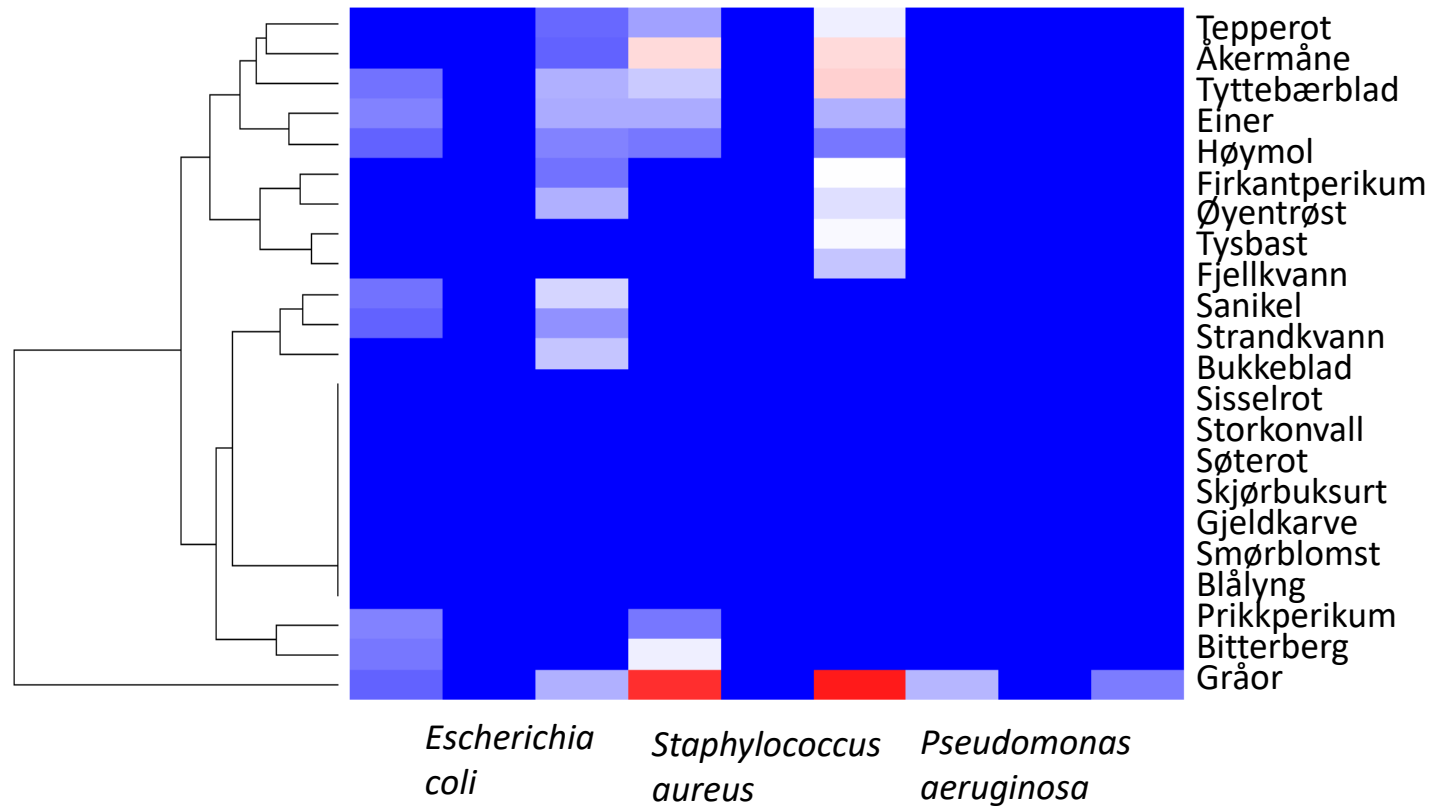 Tepperot
Åkermåne
Tyttebærblad
Einer
Høymol
Firkantperikum
Øyentrøst
Tysbast
Fjellkvann
Sanikel
Strandkvann
Bukkeblad
Sisselrot
Storkonvall
Søterot
Skjørbuksurt
Gjeldkarve
Smørblomst
Blålyng
Prikkperikum
Bitterberg
Gråor
Escherichia
coli
Staphylococcus
aureus
Pseudomonas
aeruginosa